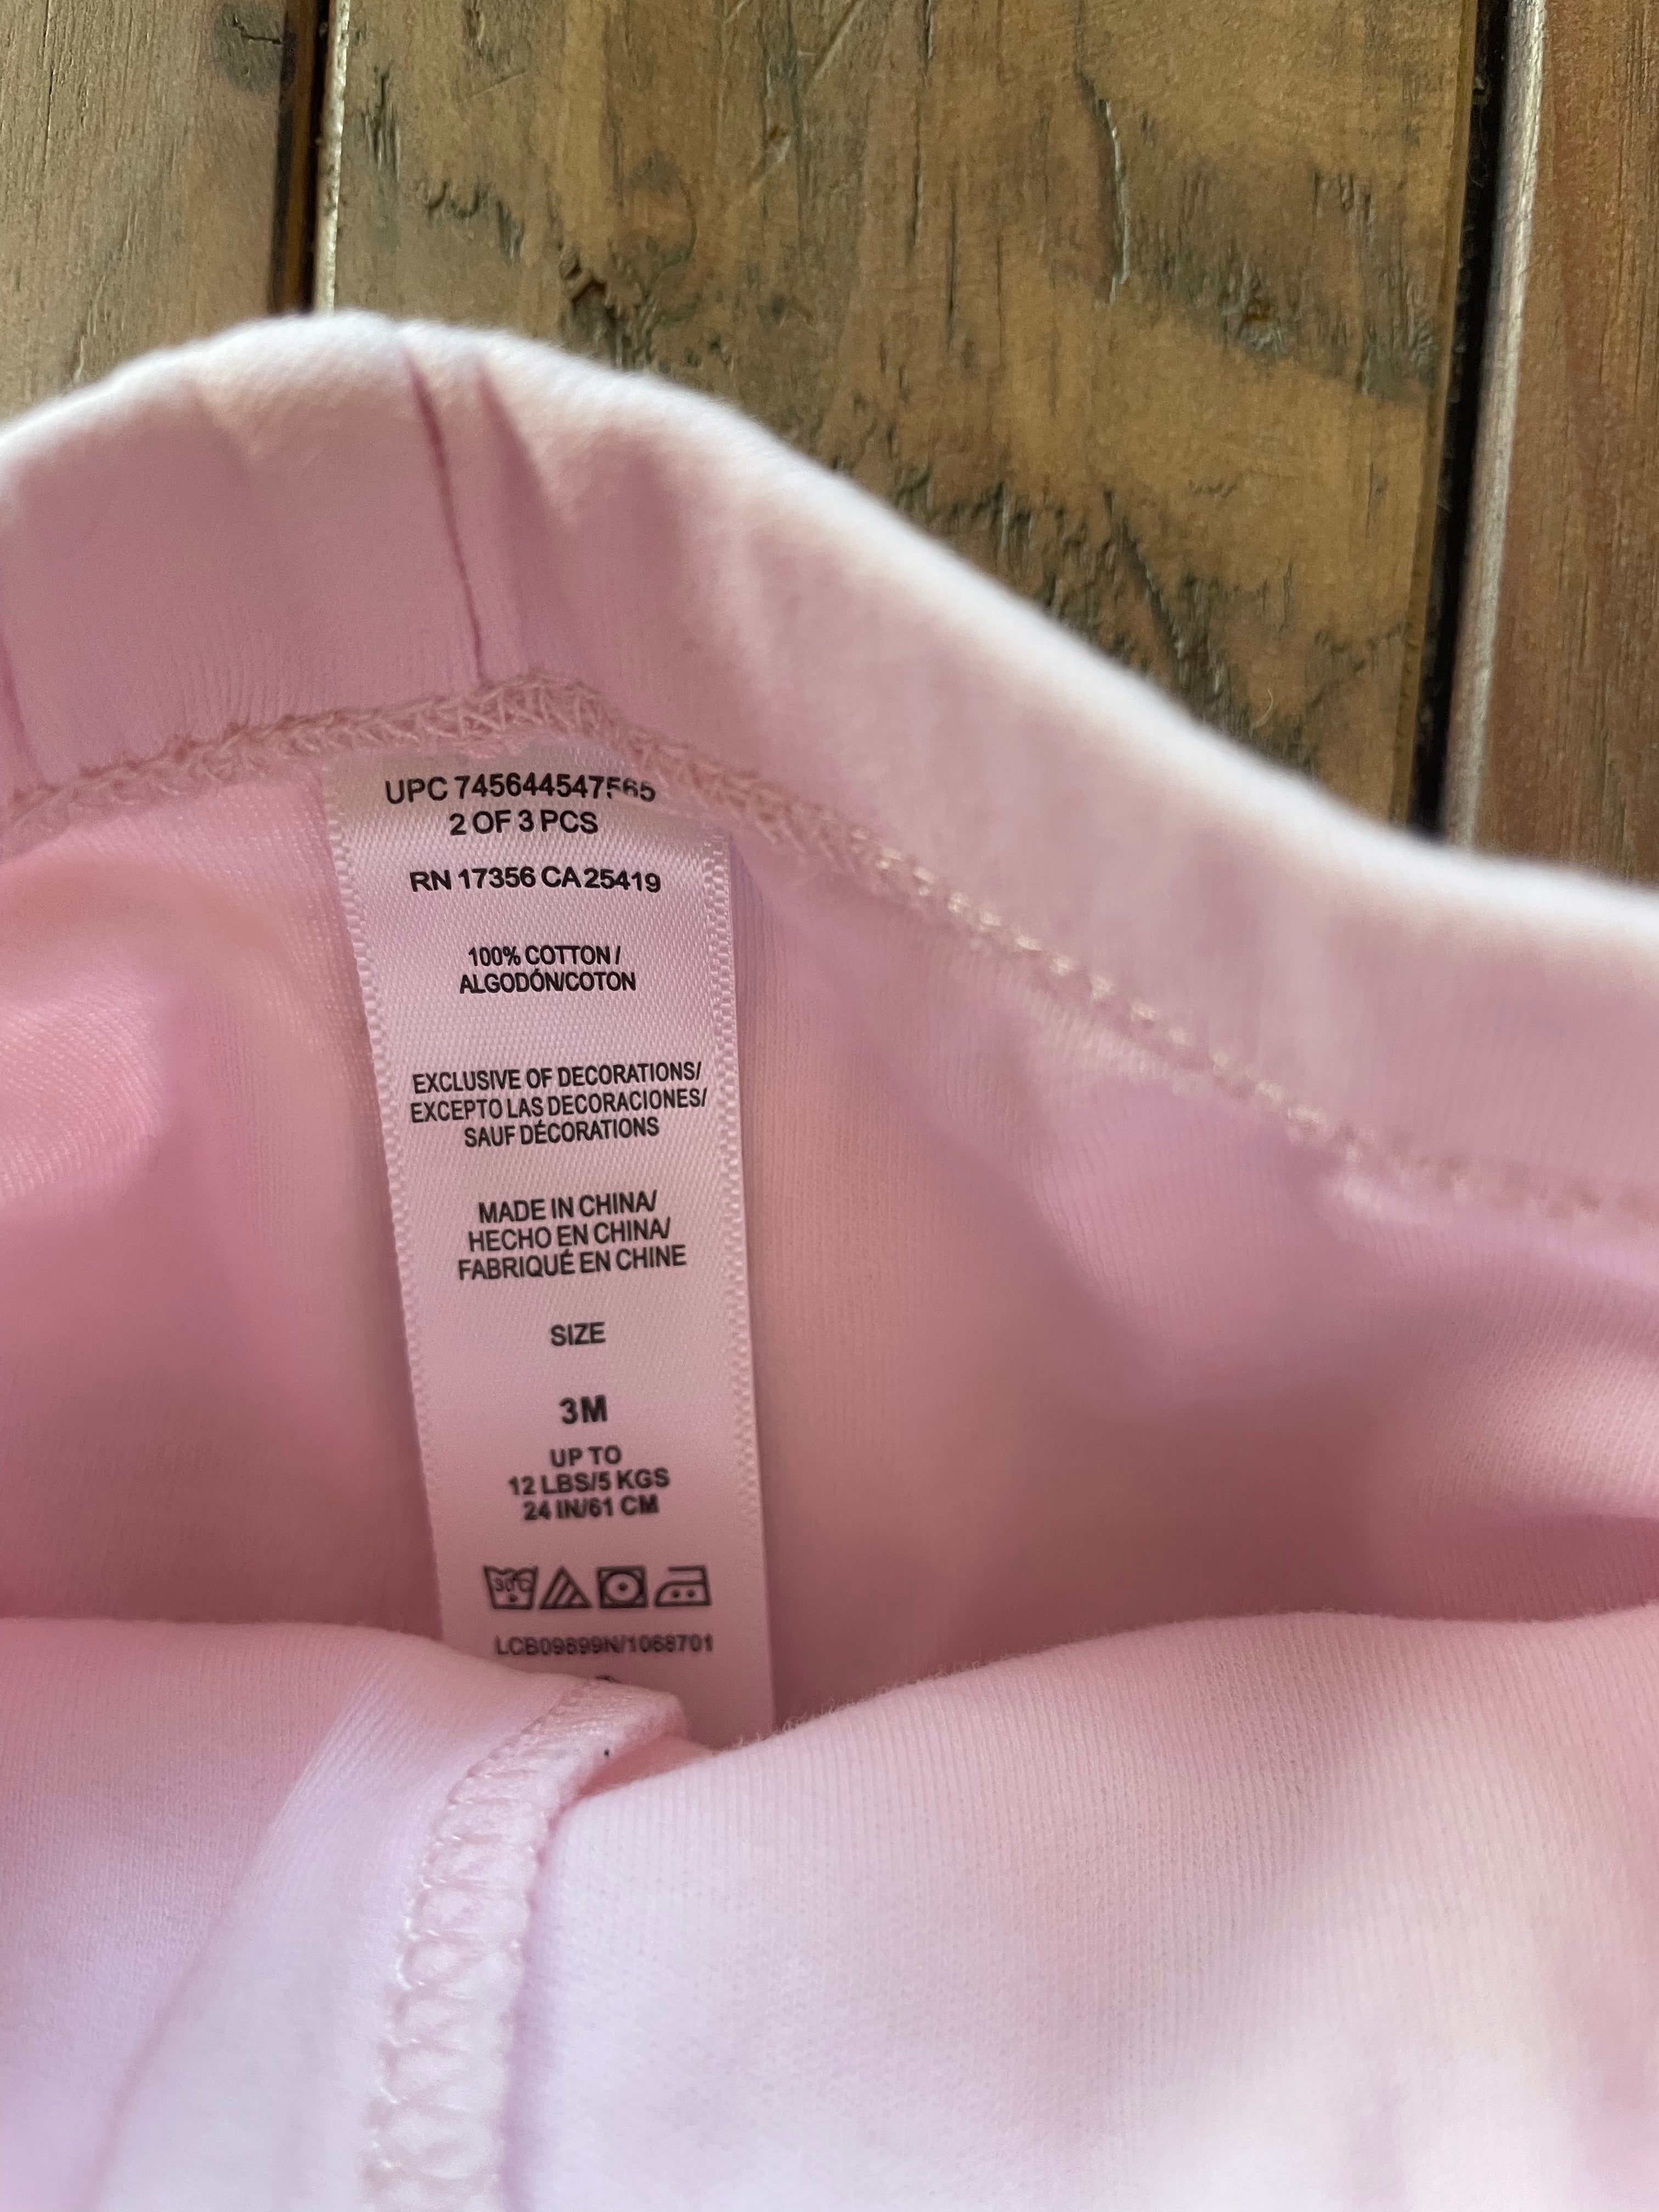 UPC 745644547565
2 OF 3 PCS
RN 17356 CA 25419
100% COTTON /
ALGODÓN/COTON
EXCLUSIVE OF DECORATIONS/
EXCEPTO LAS DECORACIONES/
SAUF DÉCORATIONS
MADE IN CHINA/
HECHO EN CHINA/
FABRIQUÉ EN CHINE
SIZE
3M
UP TO
12 LBS/5 KGS
24 IN/61 CM
30°C
LCB09899N/1068701